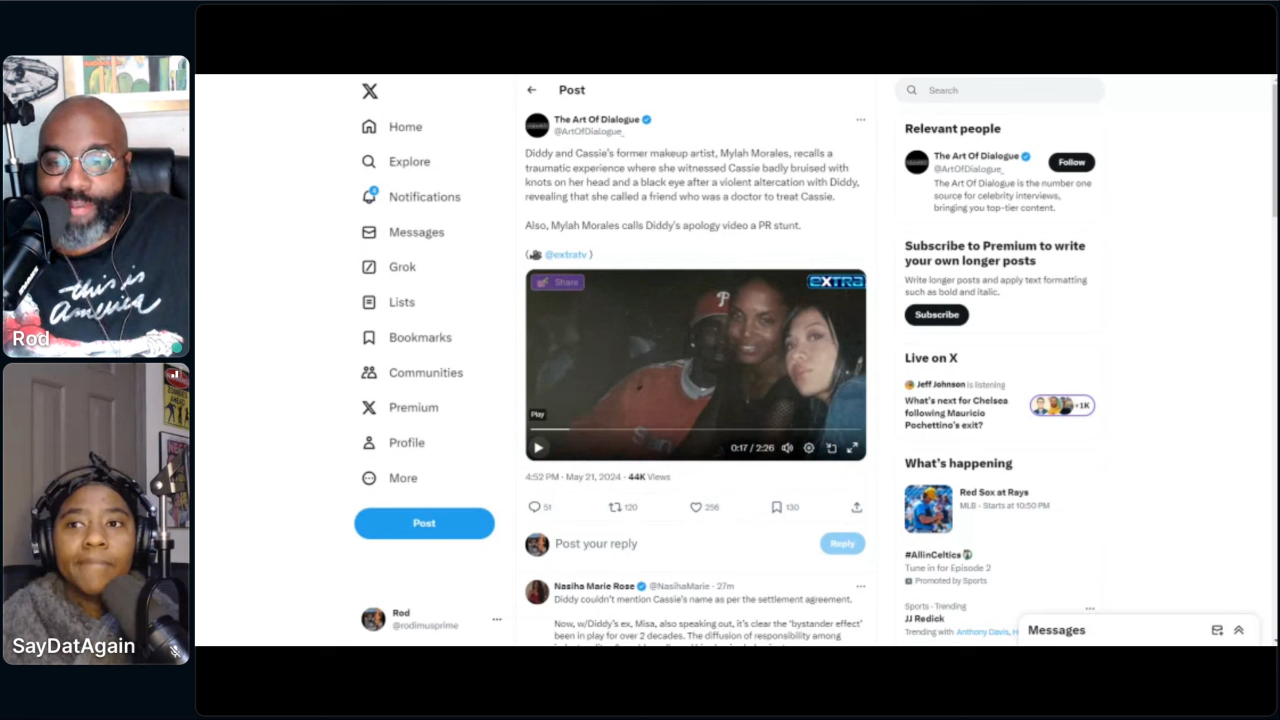 this is
America
Rod
SayDatAgain
Home
Explore
Notifications
Messages
Grok
Lists
Bookmarks
Communities
Premium
Profile
More
Post
Rod
@rodimusprime
Post
The Art Of Dialogue
@ArtOfDialogue_
Diddy and Cassie's former makeup artist, Mylah Morales, recalls a
traumatic experience where she witnessed Cassie badly bruised with
knots on her head and a black eye after a violent altercation with Diddy,
revealing that she called a friend who was a doctor to treat Cassie.
Also, Mylah Morales calls Diddy's apology video a PR stunt.
(🎥 @extratv )
Share
EXTRA
P
Play
0:17 / 2:26
4:52 PM · May 21, 2024 · 44K Views
51 120 256 130
Post your reply
Reply
Nasiha Marie Rose @NasihaMarie · 27m
Diddy couldn't mention Cassie's name as per the settlement agreement.
Now, w/Diddy's ex, Misa, also speaking out, it's clear the 'bystander effect'
been in play for over 2 decades. The diffusion of responsibility among
Search
Relevant people
The Art Of Dialogue
@ArtOfDialogue_
Follow
The Art Of Dialogue is the number one
source for celebrity interviews,
bringing you top-tier content.
Subscribe to Premium to write
your own longer posts
Write longer posts and apply text formatting
such as bold and italic.
Subscribe
Live on X
Jeff Johnson is listening
What's next for Chelsea
following Mauricio
Pochettino's exit?
+1K
What's happening
Red Sox at Rays
MLB · Starts at 10:50 PM
#AllinCeltics
Tune in for Episode 2
Promoted by Sports
Sports · Trending
JJ Redick
Trending with Anthony Davis, H
Messages